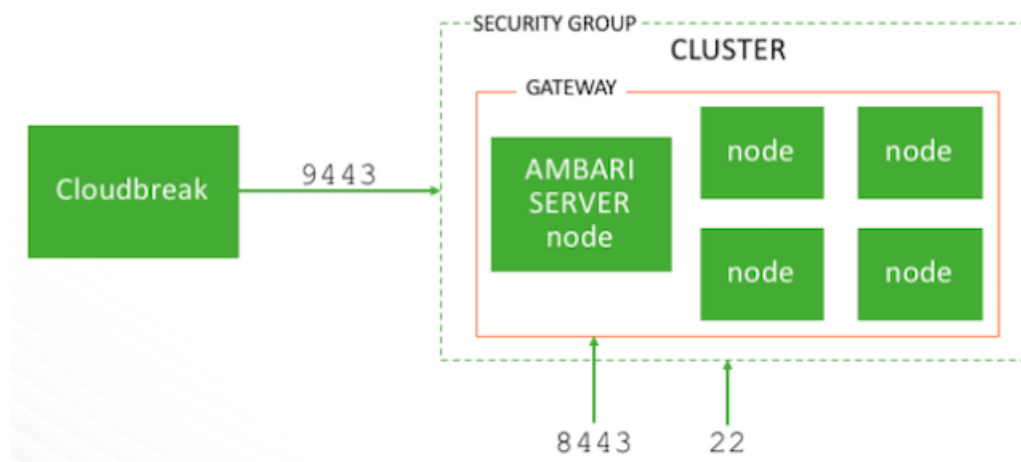 SECURITY GROUP
CLUSTER
GATEWAY
Cloudbreak
9443
AMBARI
SERVER
node
node
node
node
node
8443
22